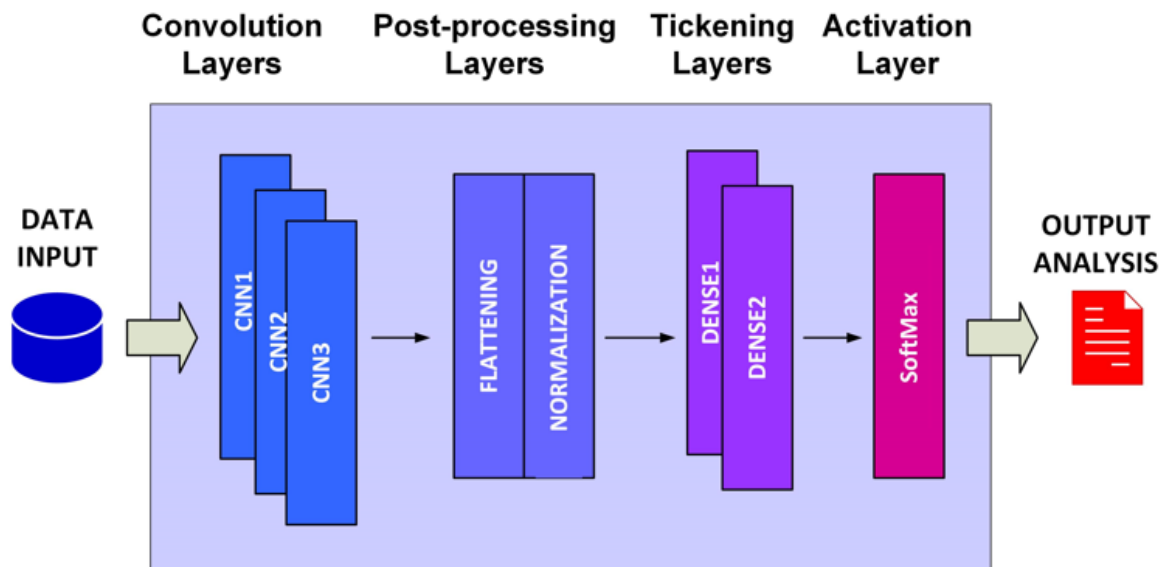 Convolution
Layers
Post-processing
Layers
Tickening
Layers
Activation
Layer
DATA
INPUT
CNN1
CNN2
CNN3
FLATTENING
NORMALIZATION
DENSE1
DENSE2
SoftMax
OUTPUT
ANALYSIS